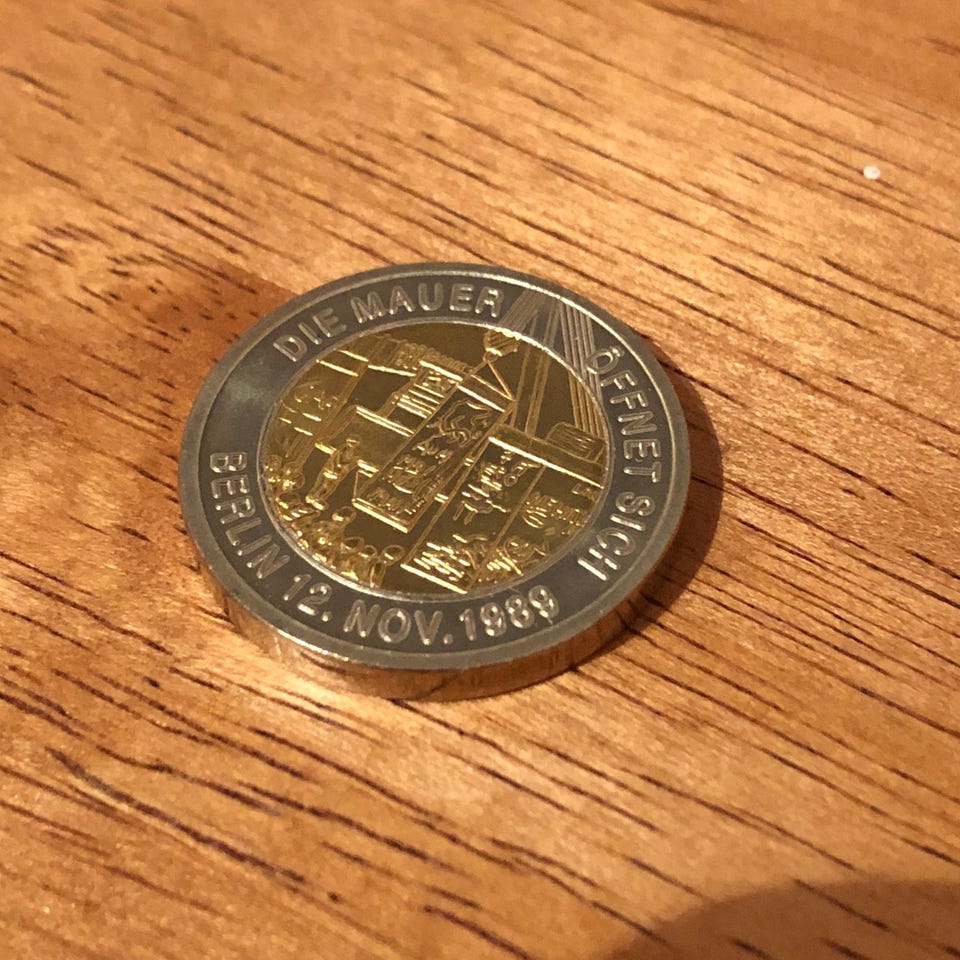 DIE MAUER ÖFFNET SICH
BERLIN 12. NOV. 1989